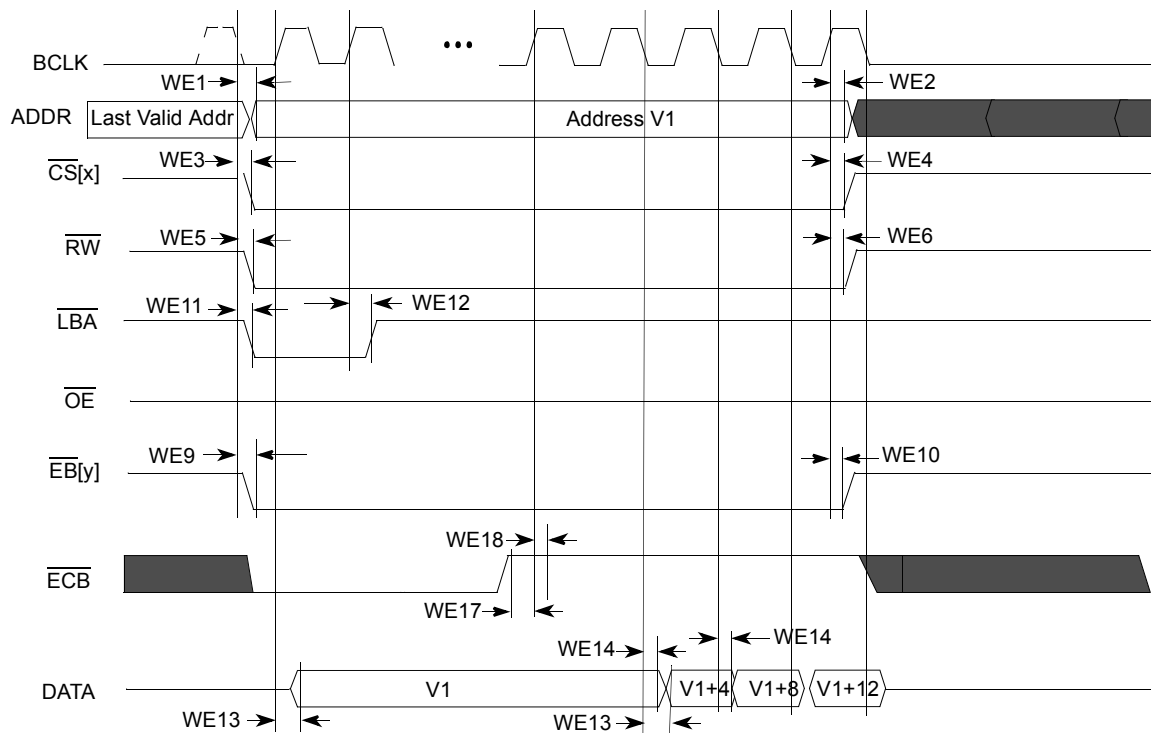 •••
BCLK
WE1
WE2
ADDR
Last Valid Addr
Address V1
WE3
WE4
CS[x]
WE5
WE6
RW
WE11
WE12
LBA
OE
WE9
WE10
EB[y]
WE18
ECB
WE17
WE14
WE14
DATA
V1
V1+4
V1+8
V1+12
WE13
WE13